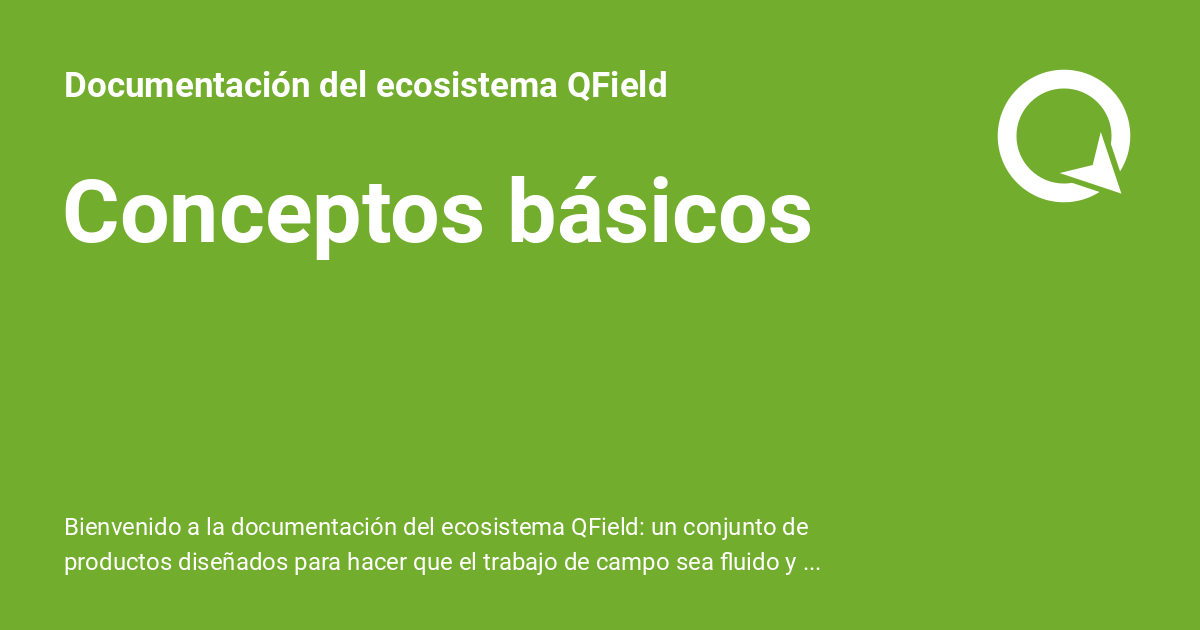 Documentación del ecosistema QField
Conceptos básicos
Bienvenido a la documentación del ecosistema QField: un conjunto de
productos diseñados para hacer que el trabajo de campo sea fluido y ...